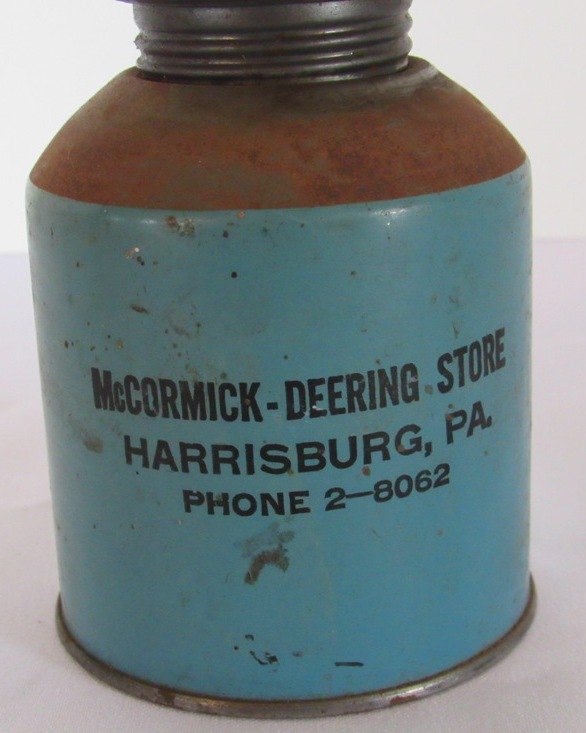 McCORMICK-DEERING STORE
HARRISBURG, PA.
PHONE 2—8062